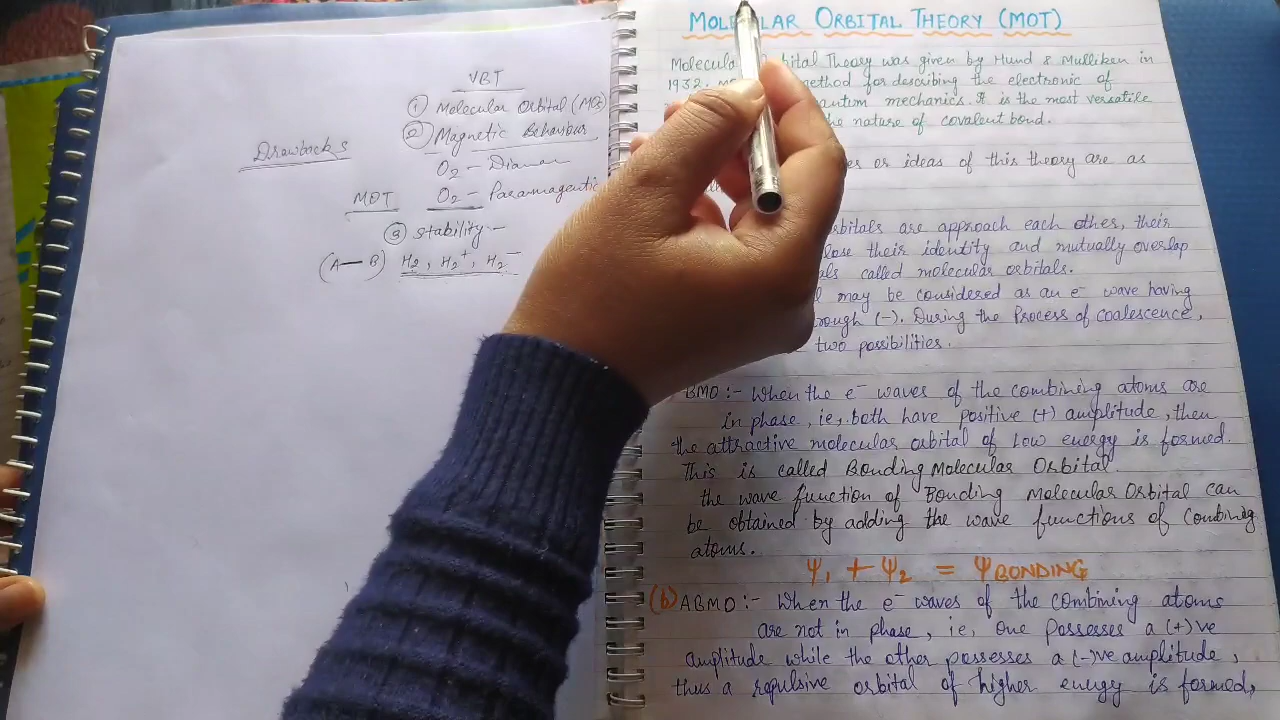 VBT
① Molecular Orbital (MOs)
② Magnetic Behaviour
Drawbacks
O2 - Diamag
MOT O2 - Paramagnetic
③ Stability -
(A — B) H2, H2+, H2-
MOLECULAR ORBITAL THEORY (MOT)
Molecular Orbital Theory was given by Hund & Mulliken in
1932, method for describing the electronic of
mechanics. It is the most versatile
the nature of covalent bond.
or ideas of this theory are as
orbitals are approach each other, their
lose their identity and mutually overlap
called molecular orbitals.
may be considered as an e- wave having
(-). During the Process of coalescence,
two possibilities.
BMO :- When the e- waves of the combining atoms are
in phase, ie, both have positive (+) amplitude, then
the attractive molecular orbital of Low energy is formed.
This is called Bonding Molecular Orbital
the wave function of Bonding Molecular Orbital can
be obtained by adding the wave functions of Combining
atoms.
Ψ1 + Ψ2 = Ψ BONDING
(b) ABMO :- When the e- waves of the combining atoms
are not in phase, ie, one possesses a (+)ve
amplitude while the other possesses a (-)ve amplitude,
thus a repulsive orbital of higher energy is formed,